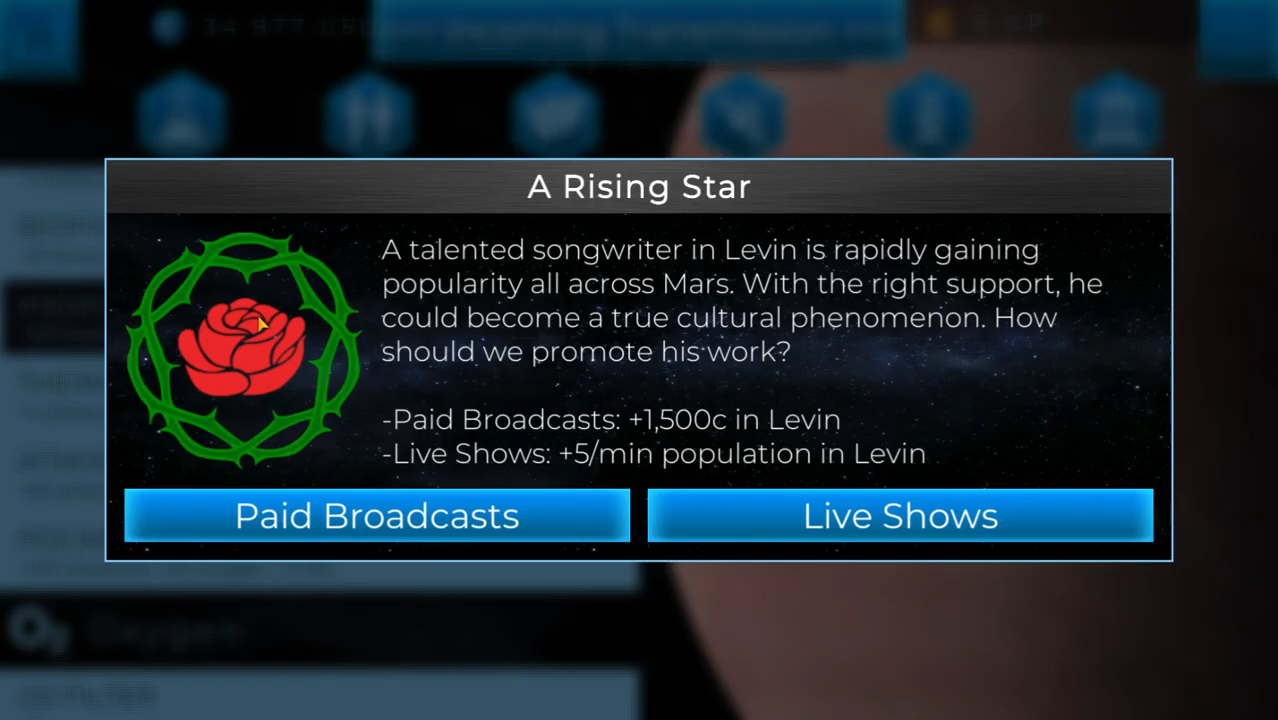 A Rising Star
A talented songwriter in Levin is rapidly gaining
popularity all across Mars. With the right support, he
could become a true cultural phenomenon. How
should we promote his work?
-Paid Broadcasts: +1,500c in Levin
-Live Shows: +5/min population in Levin
Paid Broadcasts
Live Shows
Oxygen